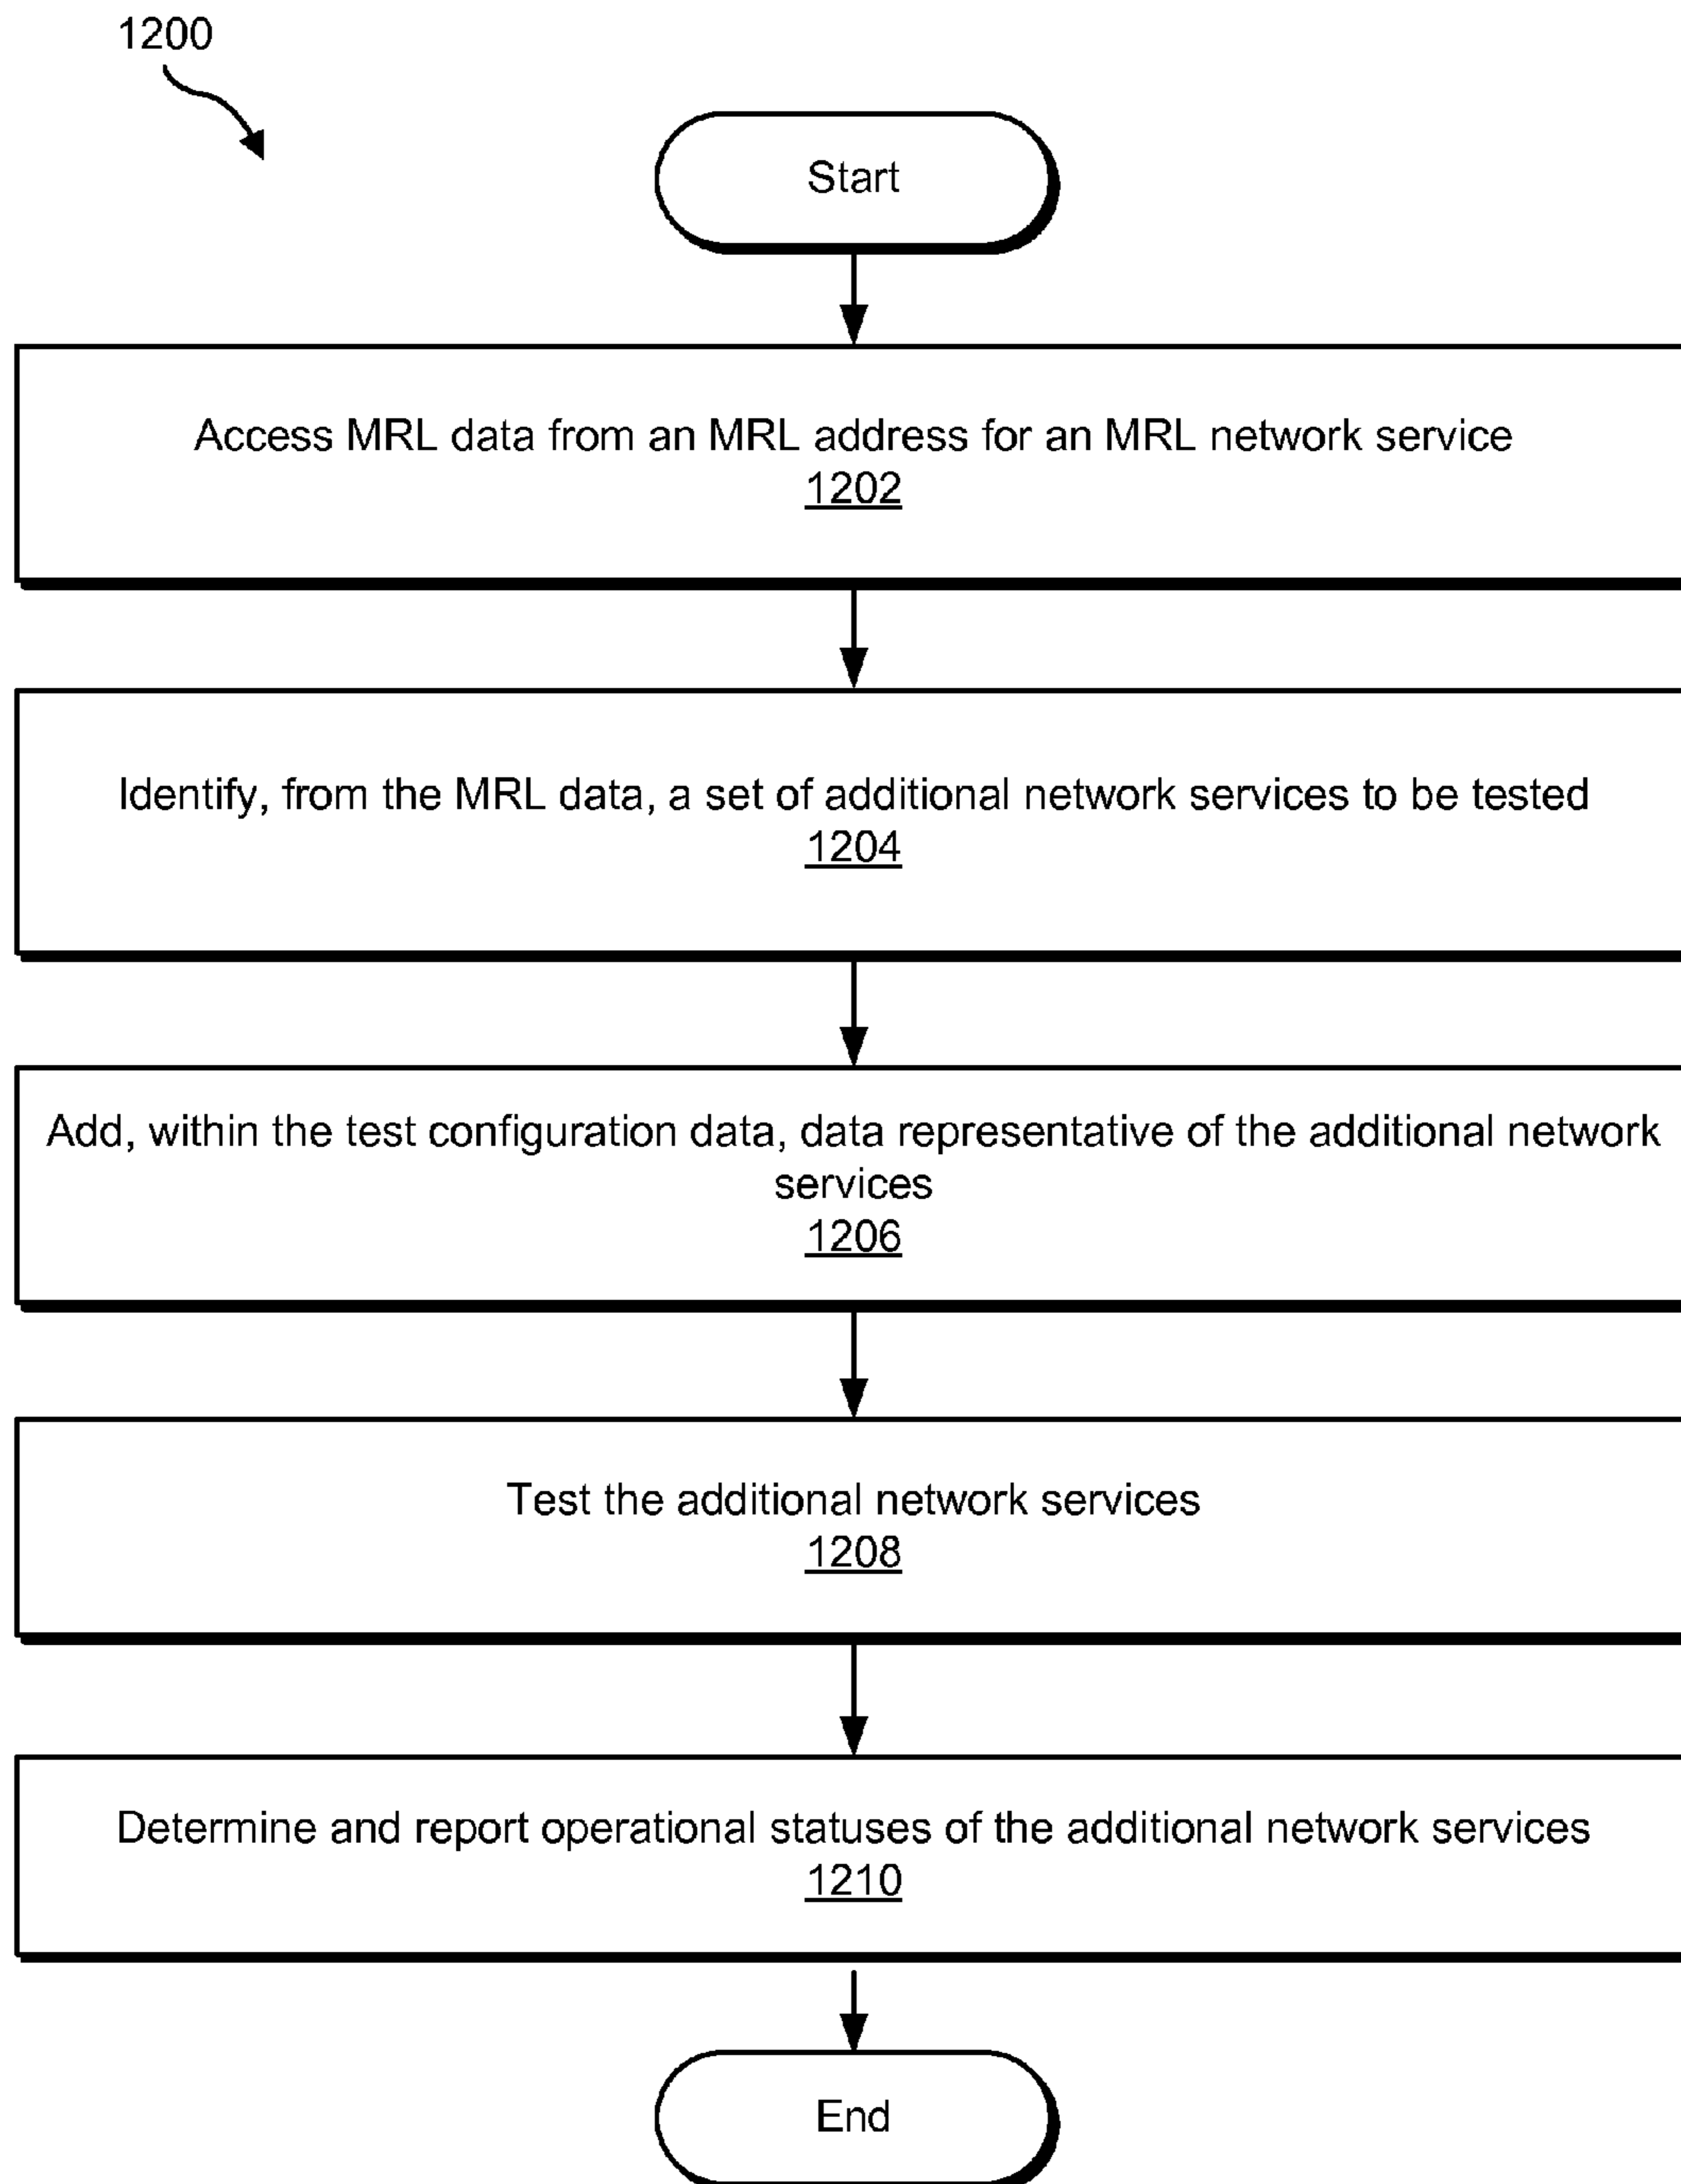 1200
Start
Access MRL data from an MRL address for an MRL network service
1202
Identify, from the MRL data, a set of additional network services to be tested
1204
Add, within the test configuration data, data representative of the additional network
services
1206
Test the additional network services
1208
Determine and report operational statuses of the additional network services
1210
End